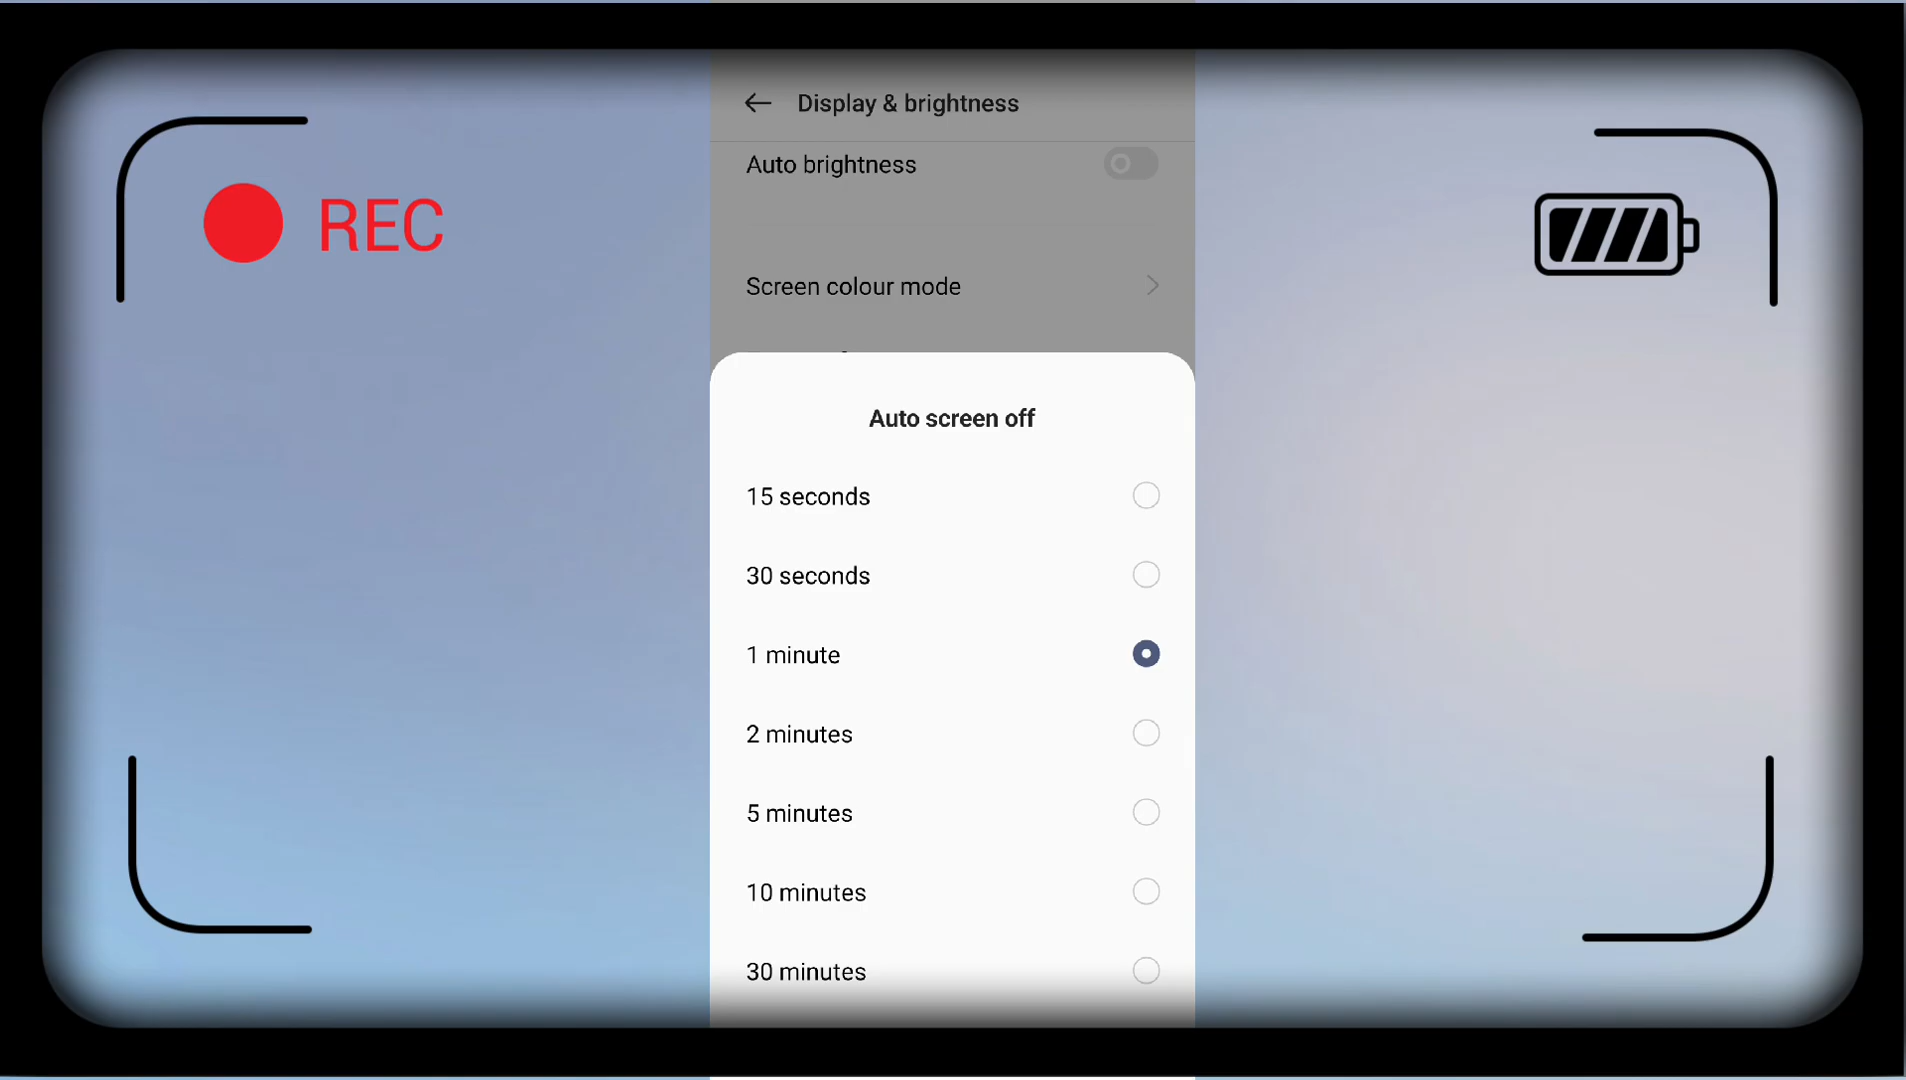 Display & brightness
Auto brightness
REC
Screen colour mode
Auto screen off
15 seconds
30 seconds
1 minute
2 minutes
5 minutes
10 minutes
30 minutes